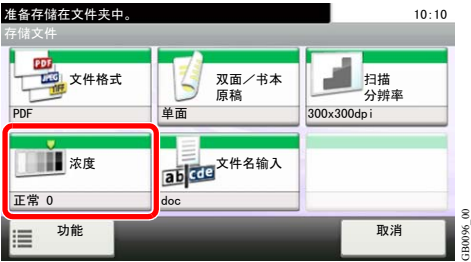 准备存储在文件夹中。 10:10
存储文件
PDF
JPEG
TIFF
文件格式
PDF
双面／书本
原稿
单面
扫描
分辨率
300x300dpi
浓度
正常 0
ab cde
文件名输入
doc
功能
取消
GB0096_00